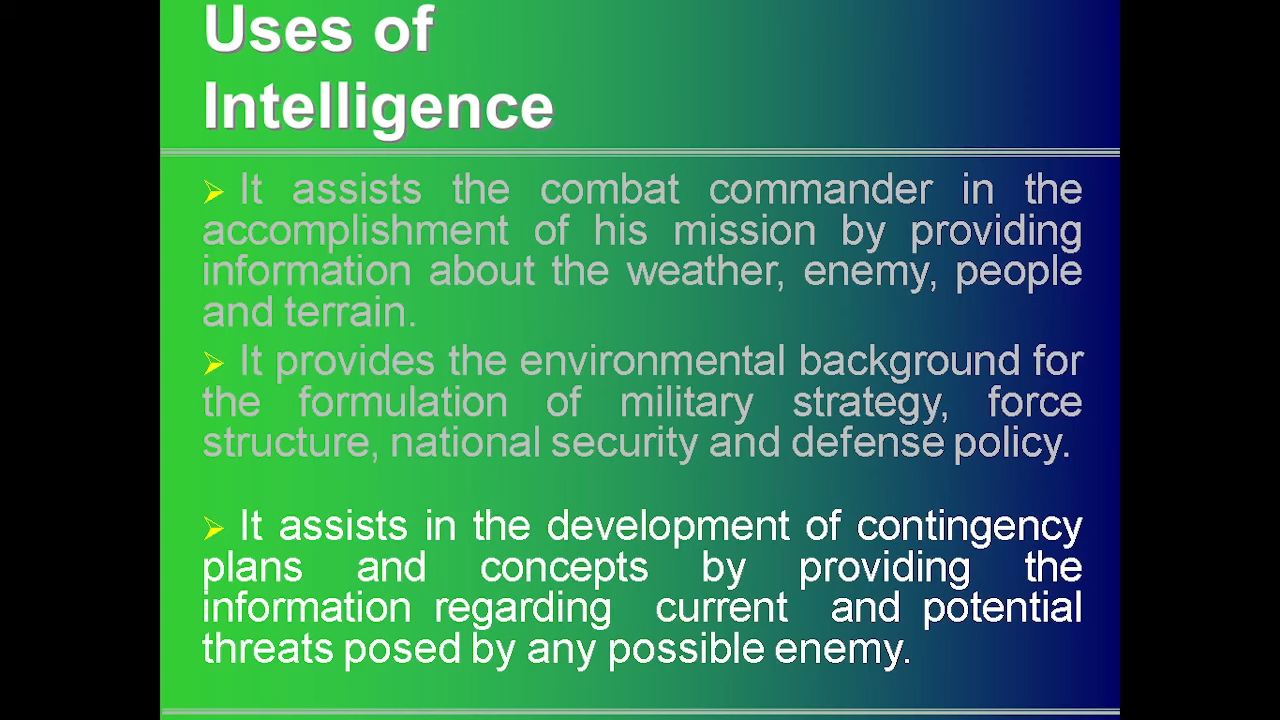 Uses of
Intelligence
➢ It assists the combat commander in the
accomplishment of his mission by providing
information about the weather, enemy, people
and terrain.
➢ It provides the environmental background for
the formulation of military strategy, force
structure, national security and defense policy.
➢ It assists in the development of contingency
plans and concepts by providing the
information regarding current and potential
threats posed by any possible enemy.